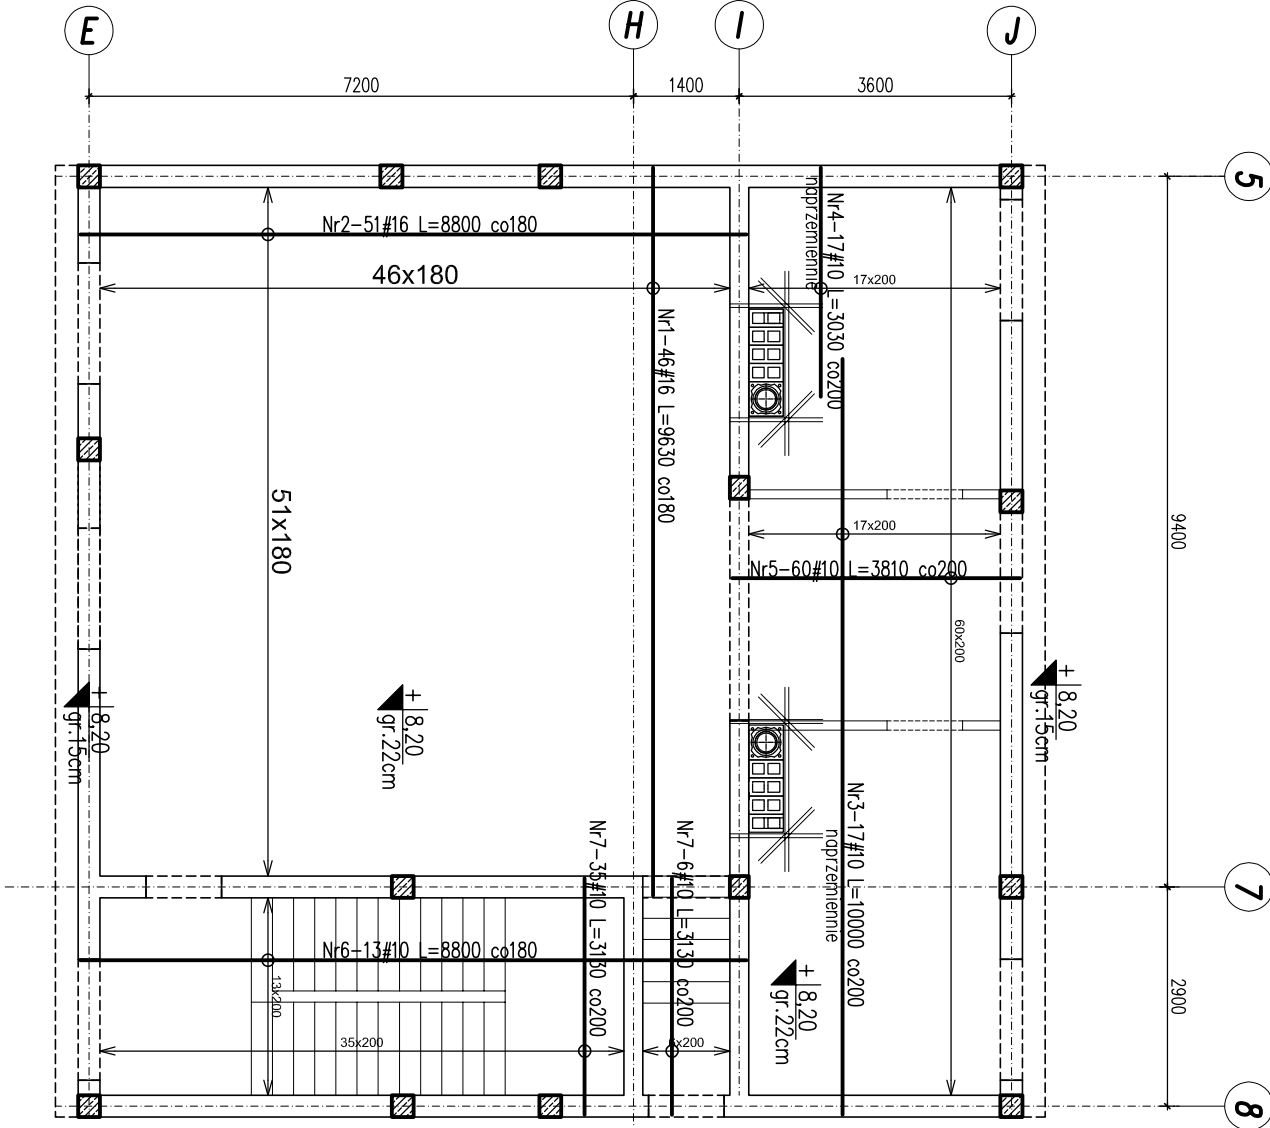 E
H
I
J
7200
1400
3600
5
Nr2-51#16 L=8800 co180
46x180
Nr4-17#10 L=3030 co200
naprzemiennie
17x200
Nr1-46#16 L=9630 co180
51x180
17x200
Nr5-60#10 L=3810 co200
60x200
9400
+8,20
gr.15cm
+8,20
gr.22cm
+8,20
gr.15cm
Nr7-35#10 L=3130 co200
Nr7-6#10 L=3130 co200
Nr3-17#10 L=10000 co200
naprzemiennie
7
Nr6-13#10 L=8800 co180
13x200
+8,20
gr.22cm
2900
35x200
6x200
8